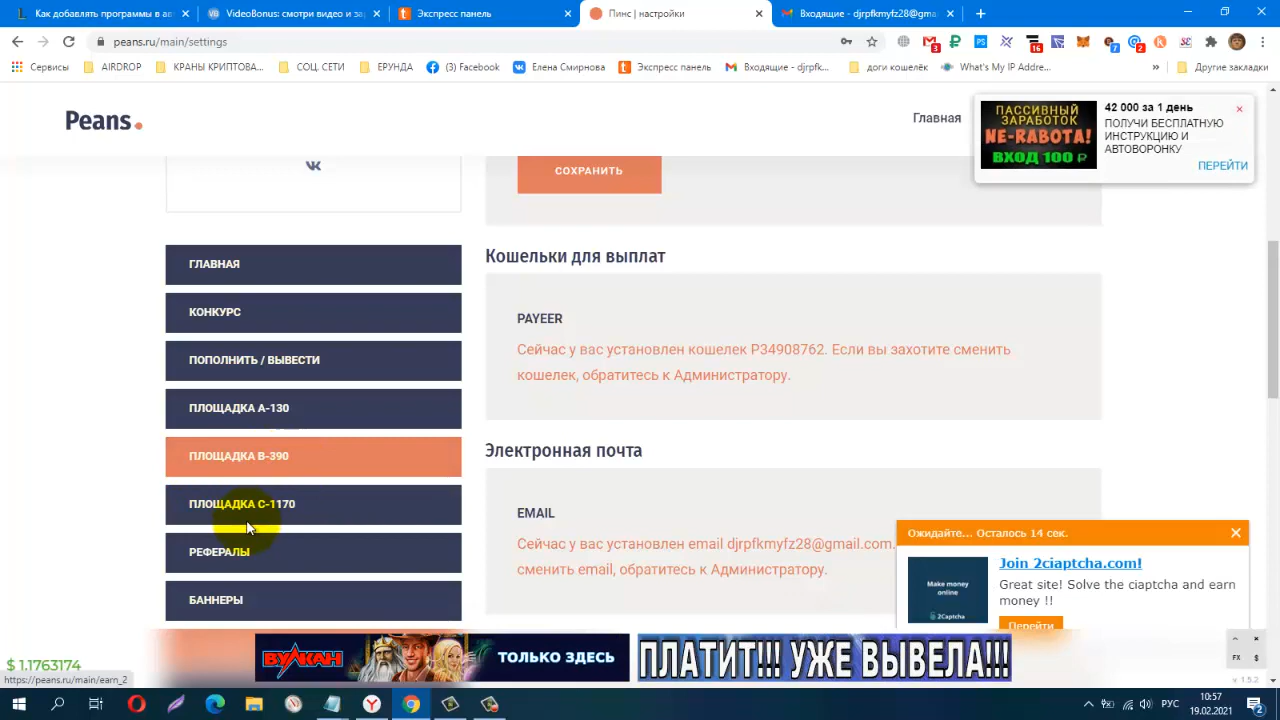 Как добавлять программы в ав
VideoBonus: смотри видео и за
Экспресс панель
Пинс | настройки
Входящие - djrpfkmyfz28@gma
peans.ru/main/settings
Сервисы
AIRDROP
КРАНЫ КРИПТОВА...
СОЦ. СЕТИ
ЕРУНДА
(3) Facebook
Елена Смирнова
Экспресс панель
Входящие - djrpfk...
доги кошелёк
What's My IP Addre...
»
Другие закладки
Peans.
Главная
ПАССИВНЫЙ
ЗАРАБОТОК
NE-RABOTA!
ВХОД 100 ₽
42 000 за 1 день
ПОЛУЧИ БЕСПЛАТНУЮ
ИНСТРУКЦИЮ И
АВТОВОРОНКУ
ПЕРЕЙТИ
СОХРАНИТЬ
ГЛАВНАЯ
КОНКУРС
ПОПОЛНИТЬ / ВЫВЕСТИ
ПЛОЩАДКА А-130
ПЛОЩАДКА B-390
ПЛОЩАДКА C-1170
РЕФЕРАЛЫ
БАННЕРЫ
Кошельки для выплат
PAYEER
Сейчас у вас установлен кошелек P34908762. Если вы захотите сменить
кошелек, обратитесь к Администратору.
Электронная почта
EMAIL
Сейчас у вас установлен email djrpfkmyfz28@gmail.com.
сменить email, обратитесь к Администратору.
Ожидайте... Осталось 14 сек.
Make money
online
2Captcha
Join 2ciaptcha.com!
Great site! Solve the ciaptcha and earn
money !!
Перейти
ВУЛКАН
ТОЛЬКО ЗДЕСЬ
ПЛАТИТ!!! УЖЕ ВЫВЕЛА!!!
FX $
v 1.5.2
$ 1.1763174
https://peans.ru/main/earn_2
РУС
10:57
19.02.2021